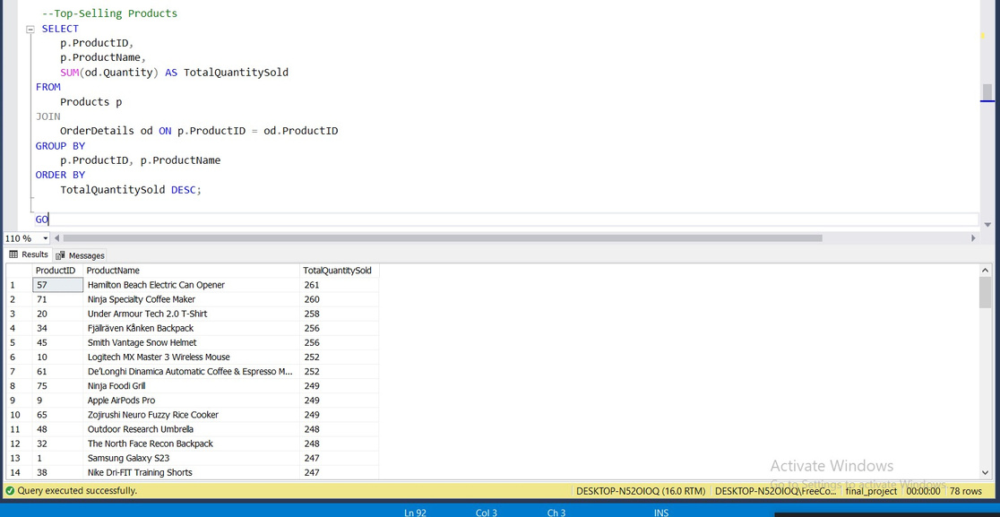 --Top-Selling Products
SELECT
p.ProductID,
p.ProductName,
SUM(od.Quantity) AS TotalQuantitySold
FROM
Products p
JOIN
OrderDetails od ON p.ProductID = od.ProductID
GROUP BY
p.ProductID, p.ProductName
ORDER BY
TotalQuantitySold DESC;
GO
110 %
Results Messages
ProductID ProductName TotalQuantitySold
1 57 Hamilton Beach Electric Can Opener 261
2 71 Ninja Specialty Coffee Maker 260
3 20 Under Armour Tech 2.0 T-Shirt 258
4 34 Fjällräven Kånken Backpack 256
5 45 Smith Vantage Snow Helmet 256
6 10 Logitech MX Master 3 Wireless Mouse 252
7 61 De'Longhi Dinamica Automatic Coffee & Espresso M... 252
8 75 Ninja Foodi Grill 249
9 9 Apple AirPods Pro 249
10 65 Zojirushi Neuro Fuzzy Rice Cooker 249
11 48 Outdoor Research Umbrella 248
12 32 The North Face Recon Backpack 248
13 1 Samsung Galaxy S23 247
14 38 Nike Dri-FIT Training Shorts 247
Activate Windows
Go to Settings to activate Windows.
Query executed successfully. DESKTOP-N52OIOQ (16.0 RTM) DESKTOP-N52OIOQ\FreeCo... final_project 00:00:00 78 rows
Ln 92 Col 3 Ch 3 INS